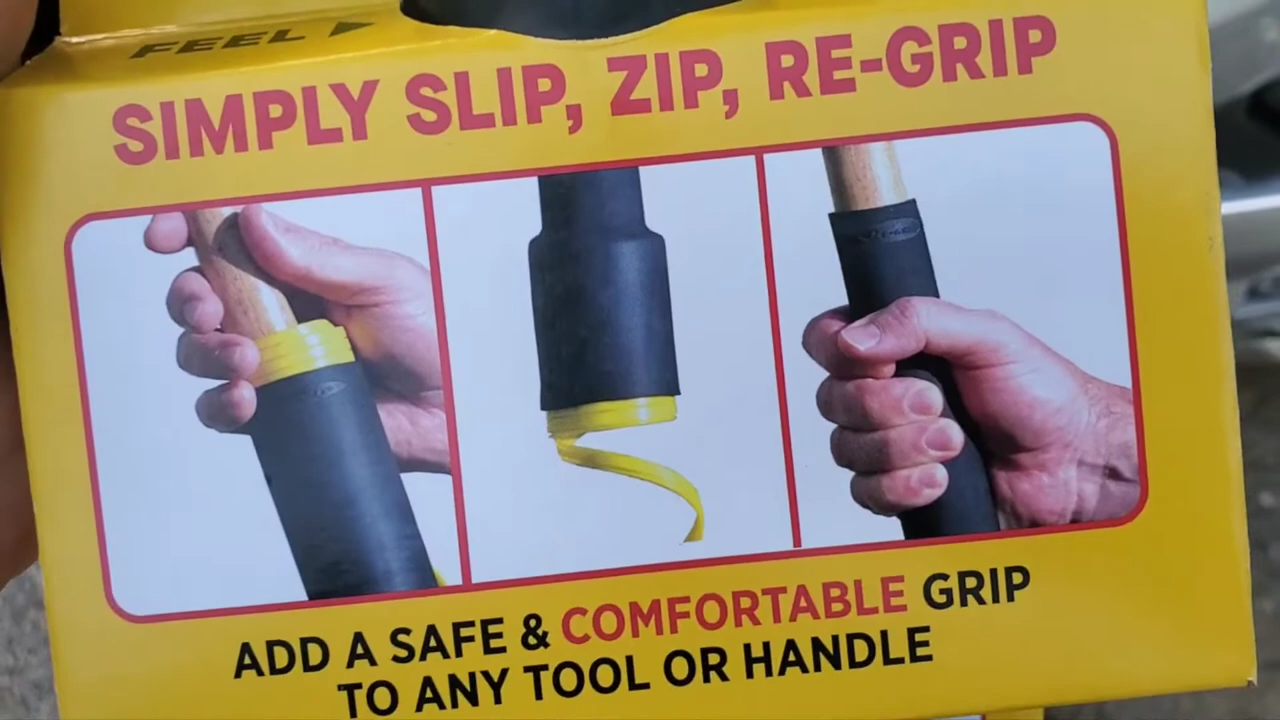 FEEL
SIMPLY SLIP, ZIP, RE-GRIP
ADD A SAFE & COMFORTABLE GRIP
TO ANY TOOL OR HANDLE